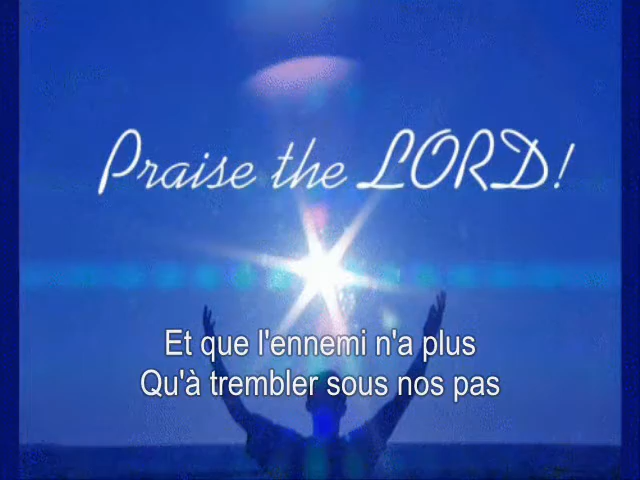 Praise the LORD!
Et que l'ennemi n'a plus
Qu'à trembler sous nos pas